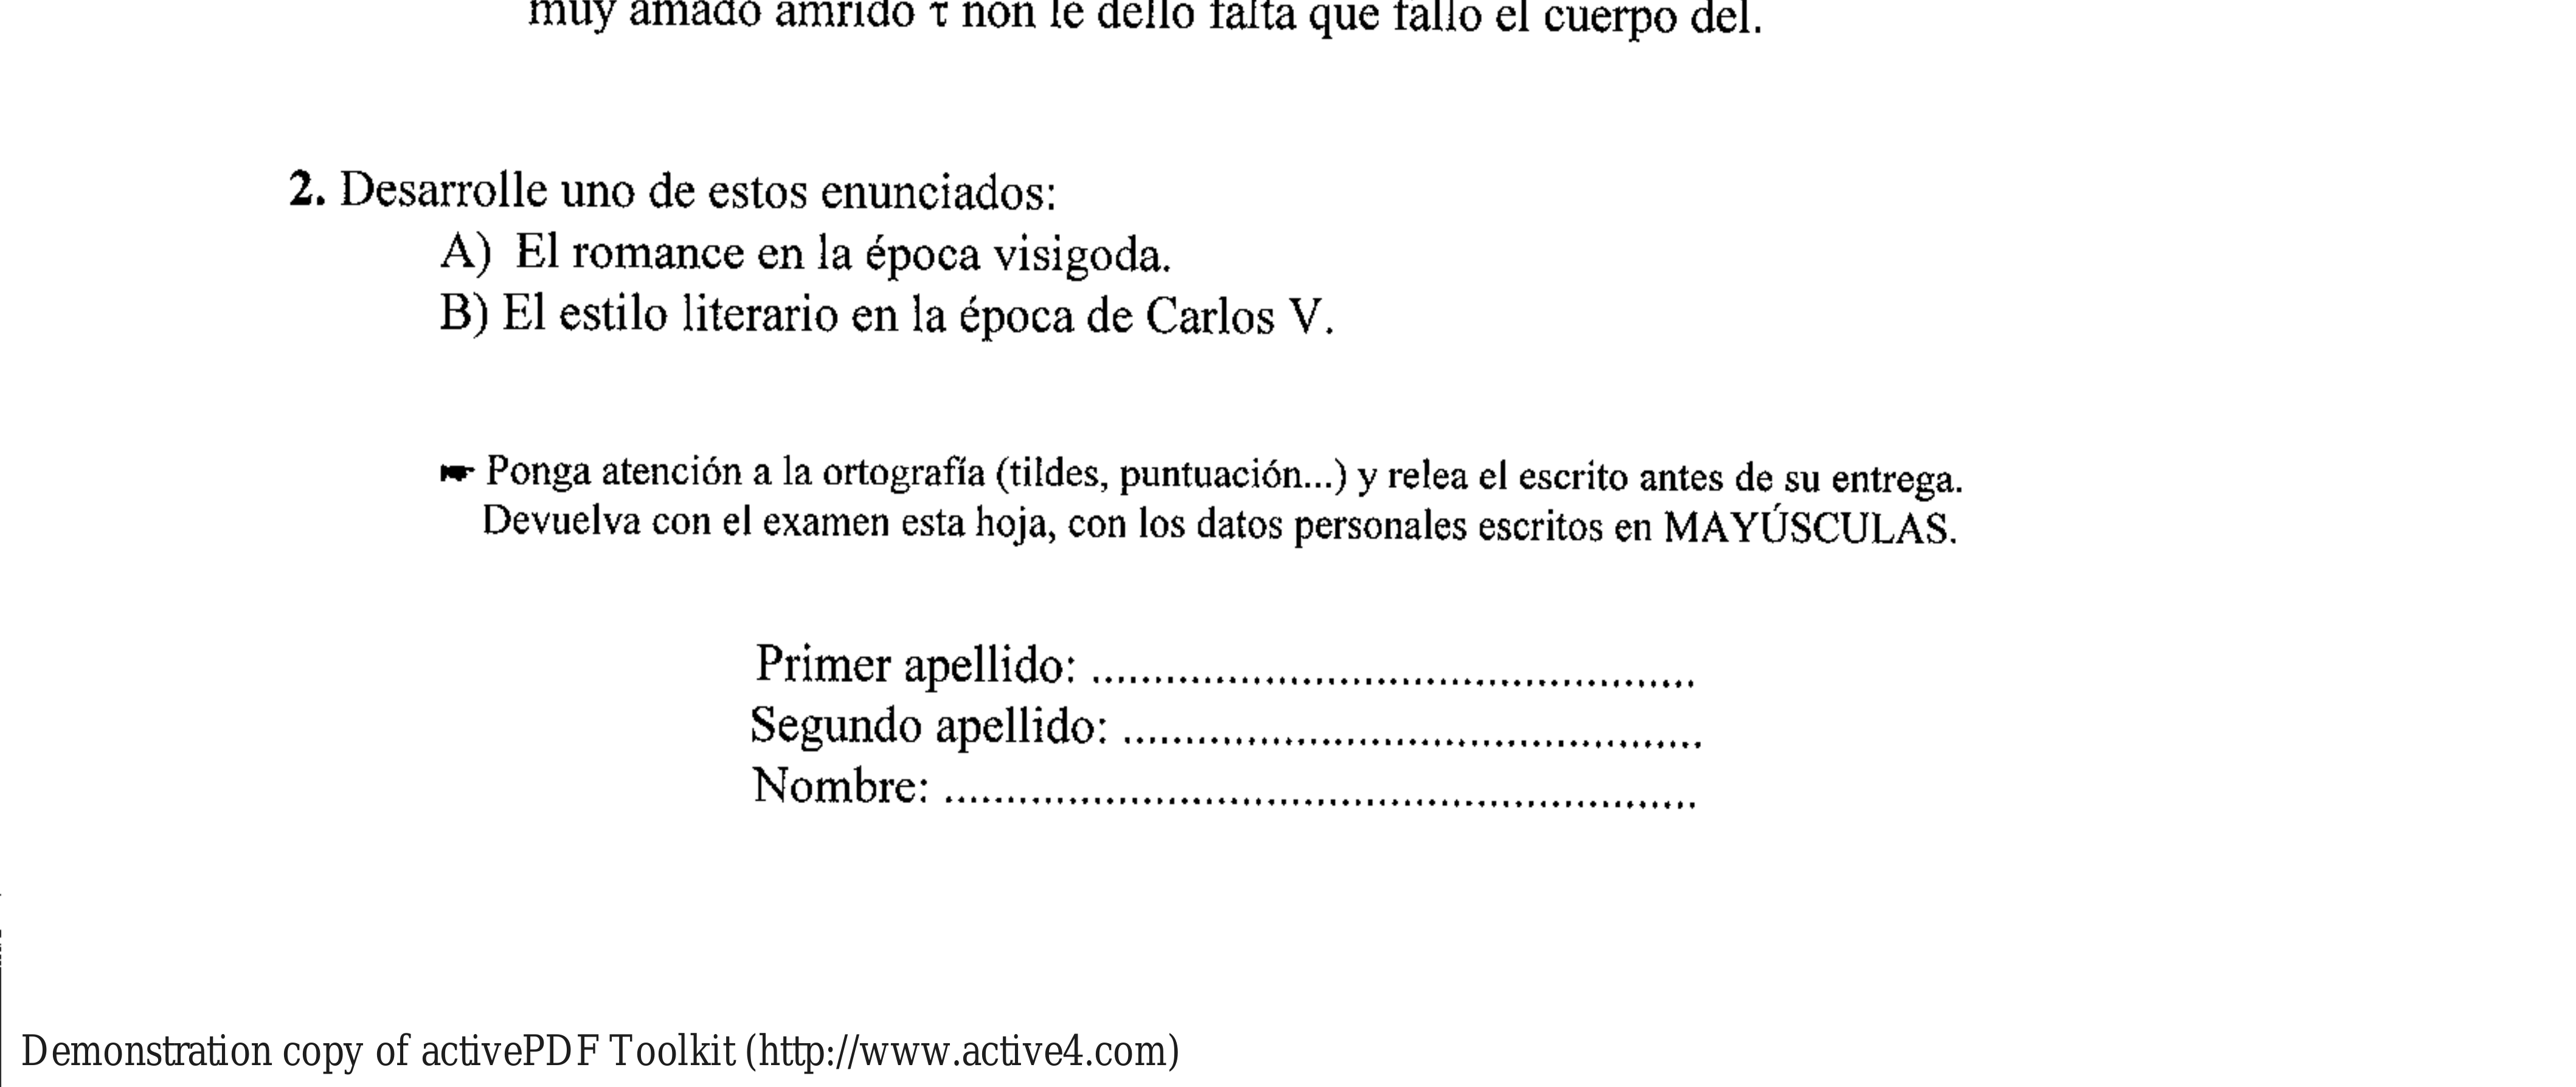 muy amado amrido τ non le dello falta que fallo el cuerpo del.
2. Desarrolle uno de estos enunciados:
A) El romance en la época visigoda.
B) El estilo literario en la época de Carlos V.
☛ Ponga atención a la ortografía (tildes, puntuación...) y relea el escrito antes de su entrega.
Devuelva con el examen esta hoja, con los datos personales escritos en MAYÚSCULAS.
Primer apellido: ..................................................
Segundo apellido: ................................................
Nombre: ..............................................................
Demonstration copy of activePDF Toolkit (http://www.active4.com)